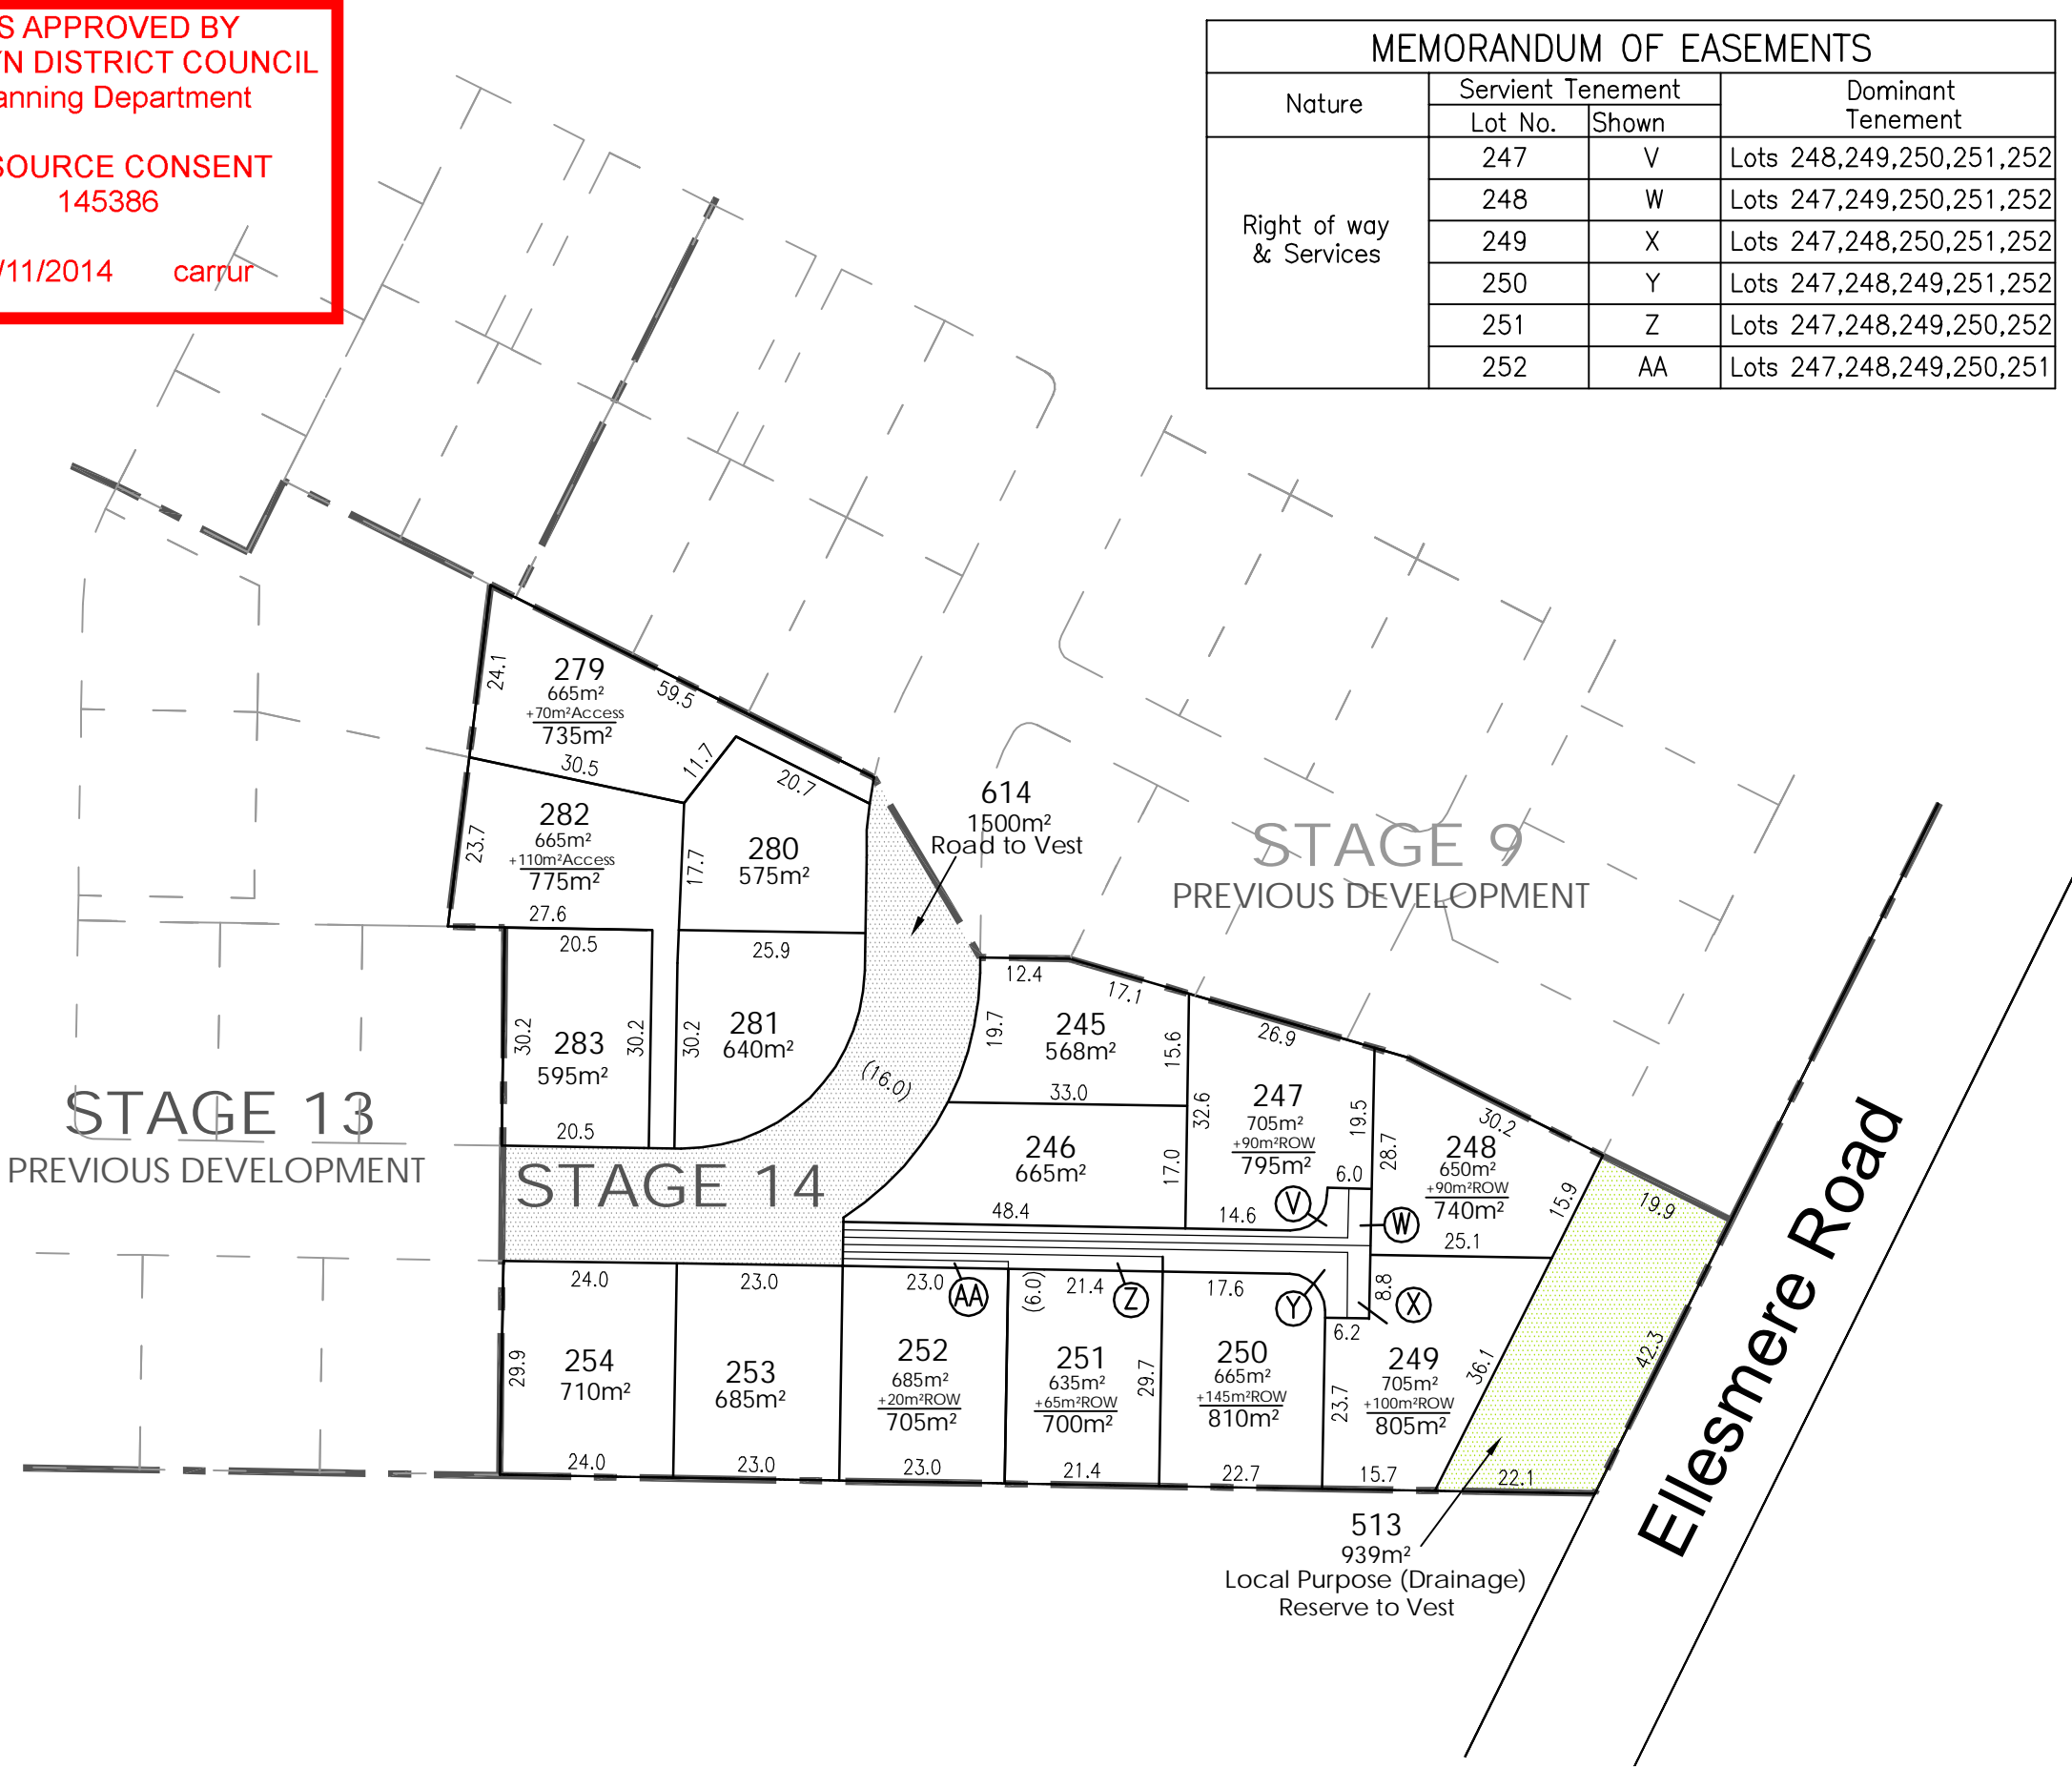 S APPROVED BY
YN DISTRICT COUNCIL
anning Department
SOURCE CONSENT
145386
/11/2014 carrur
MEMORANDUM OF EASEMENTS
Nature
Servient Tenement
Dominant
Tenement
Lot No. Shown
247 V Lots 248,249,250,251,252
248 W Lots 247,249,250,251,252
249 X Lots 247,248,250,251,252
250 Y Lots 247,248,249,251,252
251 Z Lots 247,248,249,250,252
252 AA Lots 247,248,249,250,251
Right of way
& Services
279
665m²
+70m²Access
735m²
24.1
59.5
30.5
11.7
20.7
282
665m²
+110m²Access
775m²
23.7
27.6
17.7
280
575m²
614
1500m²
Road to Vest
STAGE 9
PREVIOUS DEVELOPMENT
20.5
25.9
30.2
283
595m²
30.2
30.2
281
640m²
20.5
(16.0)
12.4
17.1
19.7
245
568m²
15.6
33.0
26.9
32.6
247
705m²
+90m²ROW
795m²
19.5
28.7
6.0
14.6
V
30.2
248
650m²
+90m²ROW
740m²
15.9
W
25.1
19.9
246
665m²
17.0
48.4
STAGE 13
PREVIOUS DEVELOPMENT
STAGE 14
24.0
23.0
23.0
AA
(6.0)
21.4
Z
17.6
Y
8.8
X
6.2
29.9
254
710m²
24.0
253
685m²
23.0
252
685m²
+20m²ROW
705m²
23.0
251
635m²
+65m²ROW
700m²
21.4
29.7
250
665m²
+145m²ROW
810m²
22.7
23.7
249
705m²
+100m²ROW
805m²
15.7
36.1
42.3
22.1
513
939m²
Local Purpose (Drainage)
Reserve to Vest
Ellesmere Road